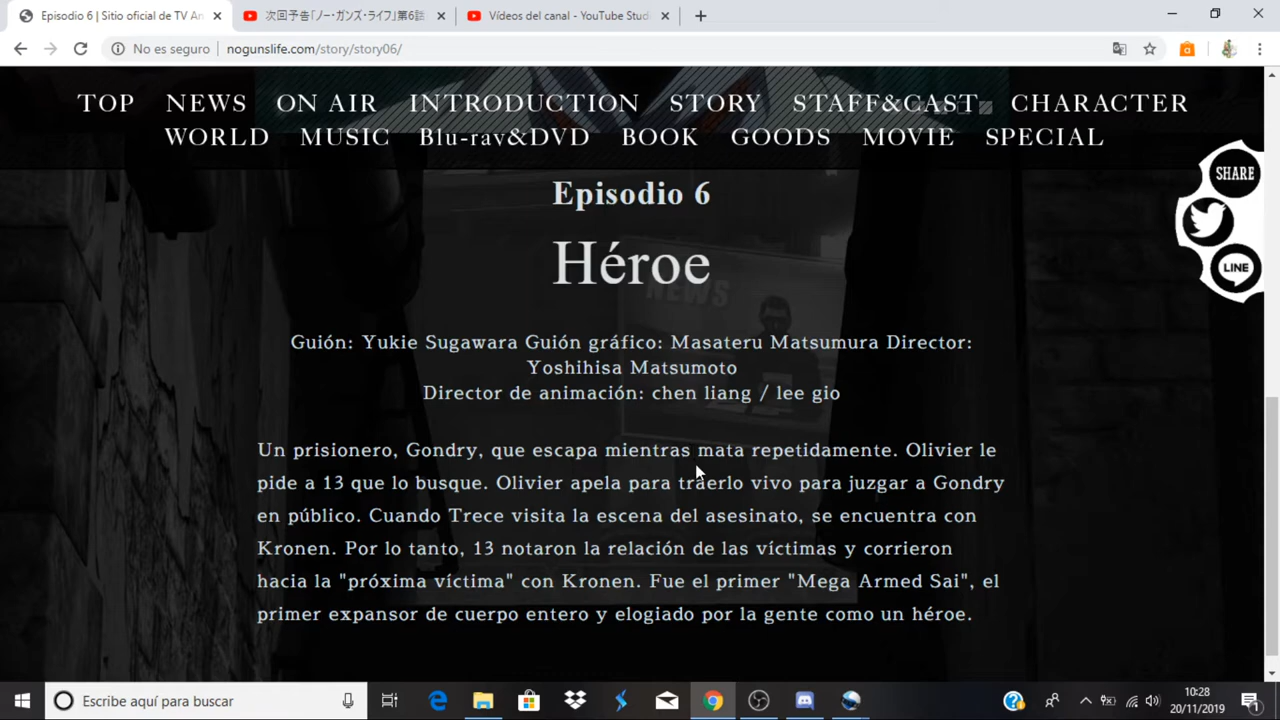 Episodio 6 | Sitio oficial de TV An
次回予告「ノー・ガンズ・ライフ」第6話
Vídeos del canal - YouTube Stud
No es seguro
nogunslife.com/story/story06/
TOP NEWS ON AIR INTRODUCTION STORY STAFF&CAST CHARACTER
WORLD MUSIC Blu-ray&DVD BOOK GOODS MOVIE SPECIAL
SHARE
LINE
Episodio 6
Héroe
NEWS
Guión: Yukie Sugawara Guión gráfico: Masateru Matsumura Director:
Yoshihisa Matsumoto
Director de animación: chen liang / lee gio
Un prisionero, Gondry, que escapa mientras mata repetidamente. Olivier le
pide a 13 que lo busque. Olivier apela para traerlo vivo para juzgar a Gondry
en público. Cuando Trece visita la escena del asesinato, se encuentra con
Kronen. Por lo tanto, 13 notaron la relación de las víctimas y corrieron
hacia la "próxima víctima" con Kronen. Fue el primer "Mega Armed Sai", el
primer expansor de cuerpo entero y elogiado por la gente como un héroe.
Escribe aquí para buscar
10:28
20/11/2019
1